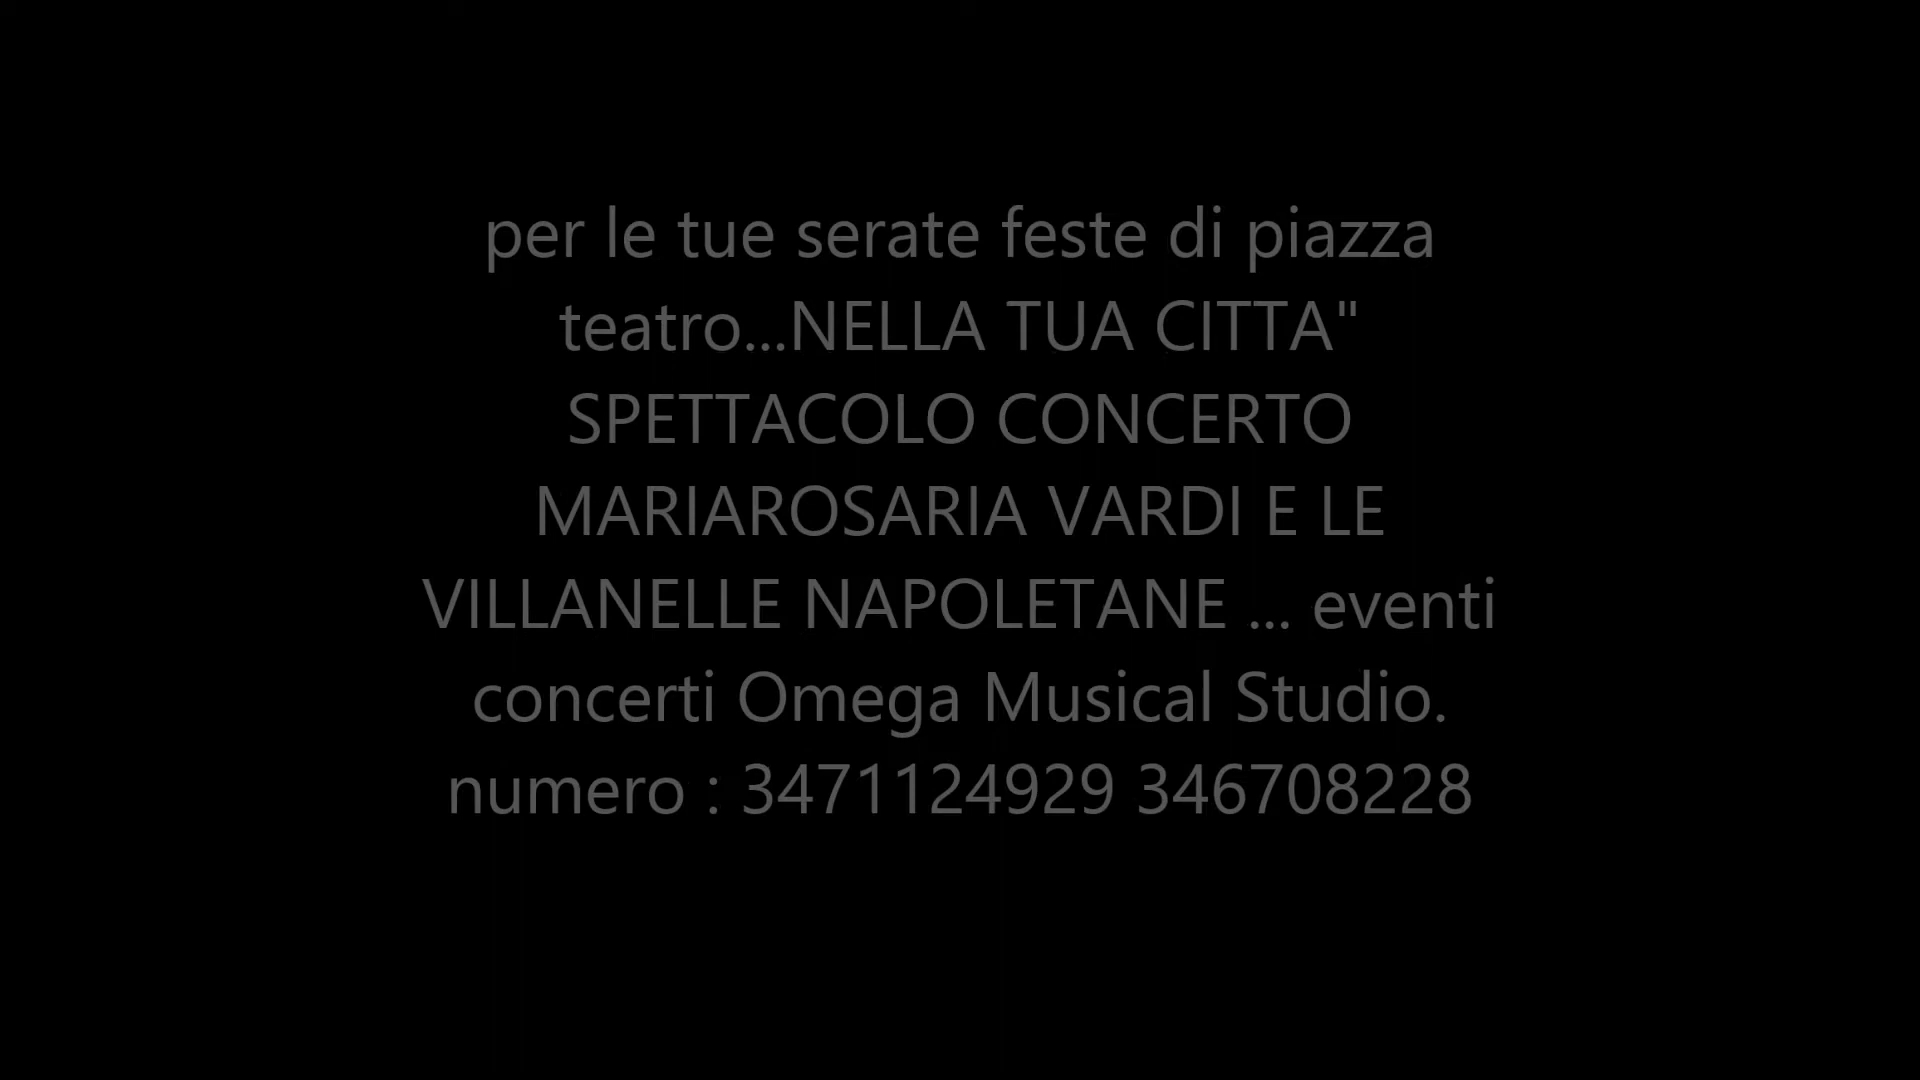 per le tue serate feste di piazza
teatro...NELLA TUA CITTA"
SPETTACOLO CONCERTO
MARIAROSARIA VARDI E LE
VILLANELLE NAPOLETANE ... eventi
concerti Omega Musical Studio.
numero : 3471124929 346708228